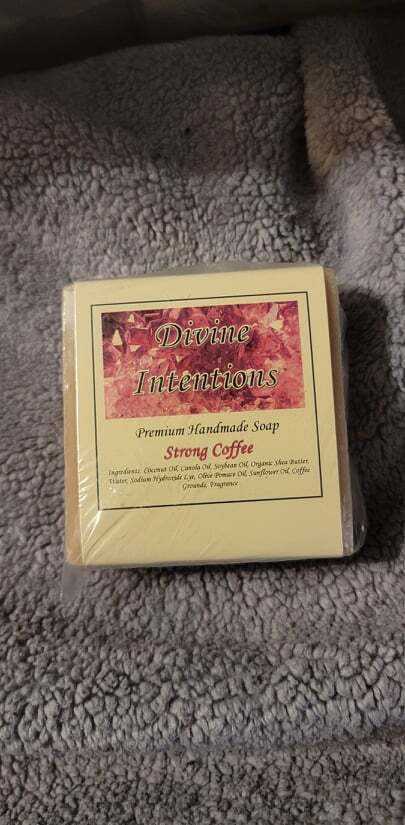 Divine
Intentions
Premium Handmade Soap
Strong Coffee
Ingredients: Coconut Oil, Canola Oil, Soybean Oil, Organic Shea Butter,
Water, Sodium Hydroxide Lye, Olive Pomace Oil, Sunflower Oil, Coffee
Grounds, Fragrance